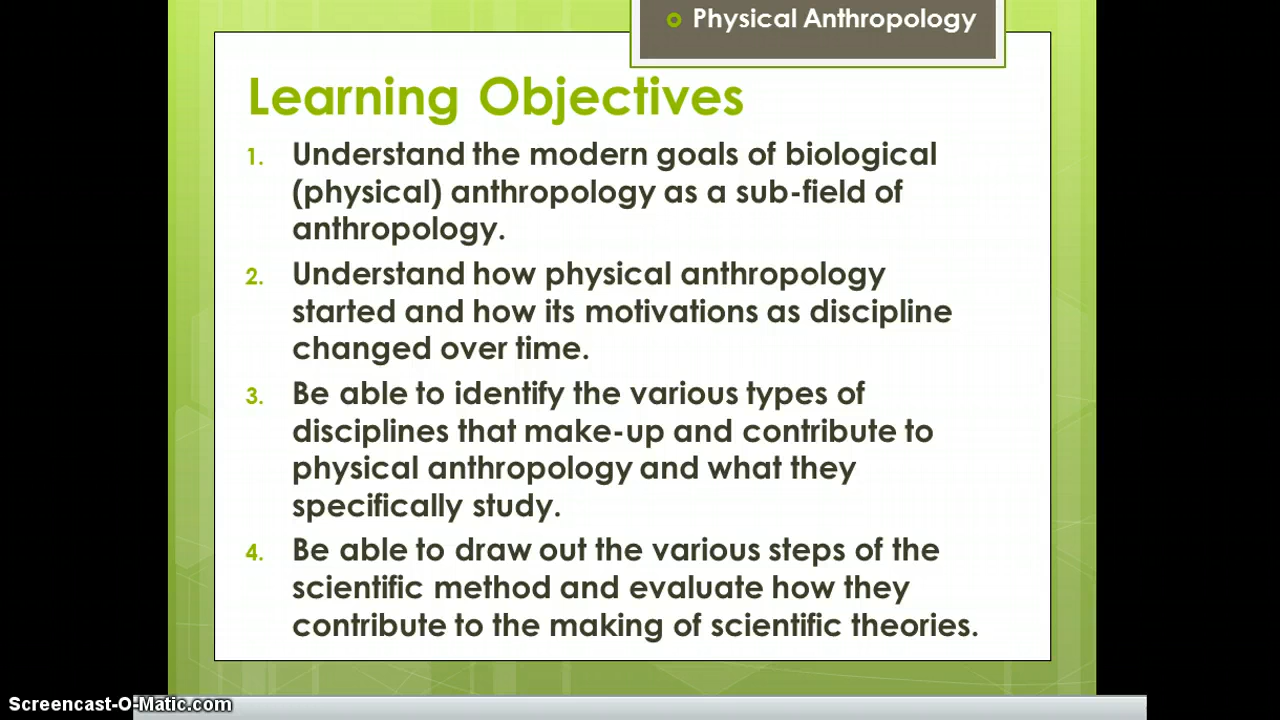 Physical Anthropology
Learning Objectives
1. Understand the modern goals of biological
(physical) anthropology as a sub-field of
anthropology.
2. Understand how physical anthropology
started and how its motivations as discipline
changed over time.
3. Be able to identify the various types of
disciplines that make-up and contribute to
physical anthropology and what they
specifically study.
4. Be able to draw out the various steps of the
scientific method and evaluate how they
contribute to the making of scientific theories.
Screencast-O-Matic.com